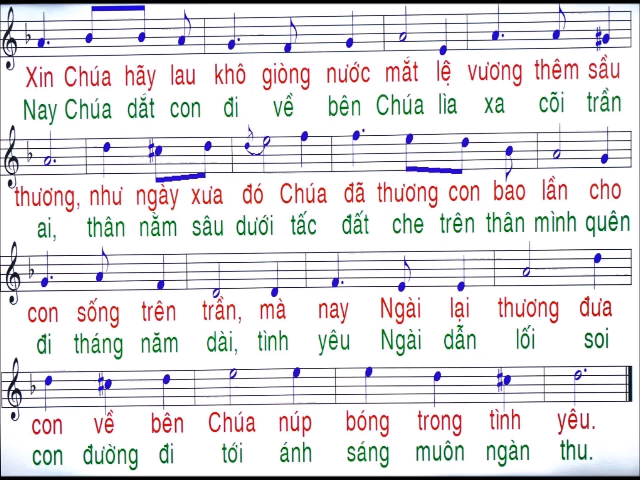 Xin Chúa hãy lau khô giòng nước mắt lệ vương thêm sầu
Nay Chúa dắt con đi về bên Chúa lìa xa cõi trần
thương, như ngày xưa đó Chúa đã thương con bao lần cho
ai, thân nằm sâu dưới tấc đất che trên thân mình quên
con sống trên trần, mà nay Ngài lại thương đưa
đi tháng năm dài, tình yêu Ngài dẫn lối soi
con về bên Chúa núp bóng trong tình yêu.
con đường đi tới ánh sáng muôn ngàn thu.